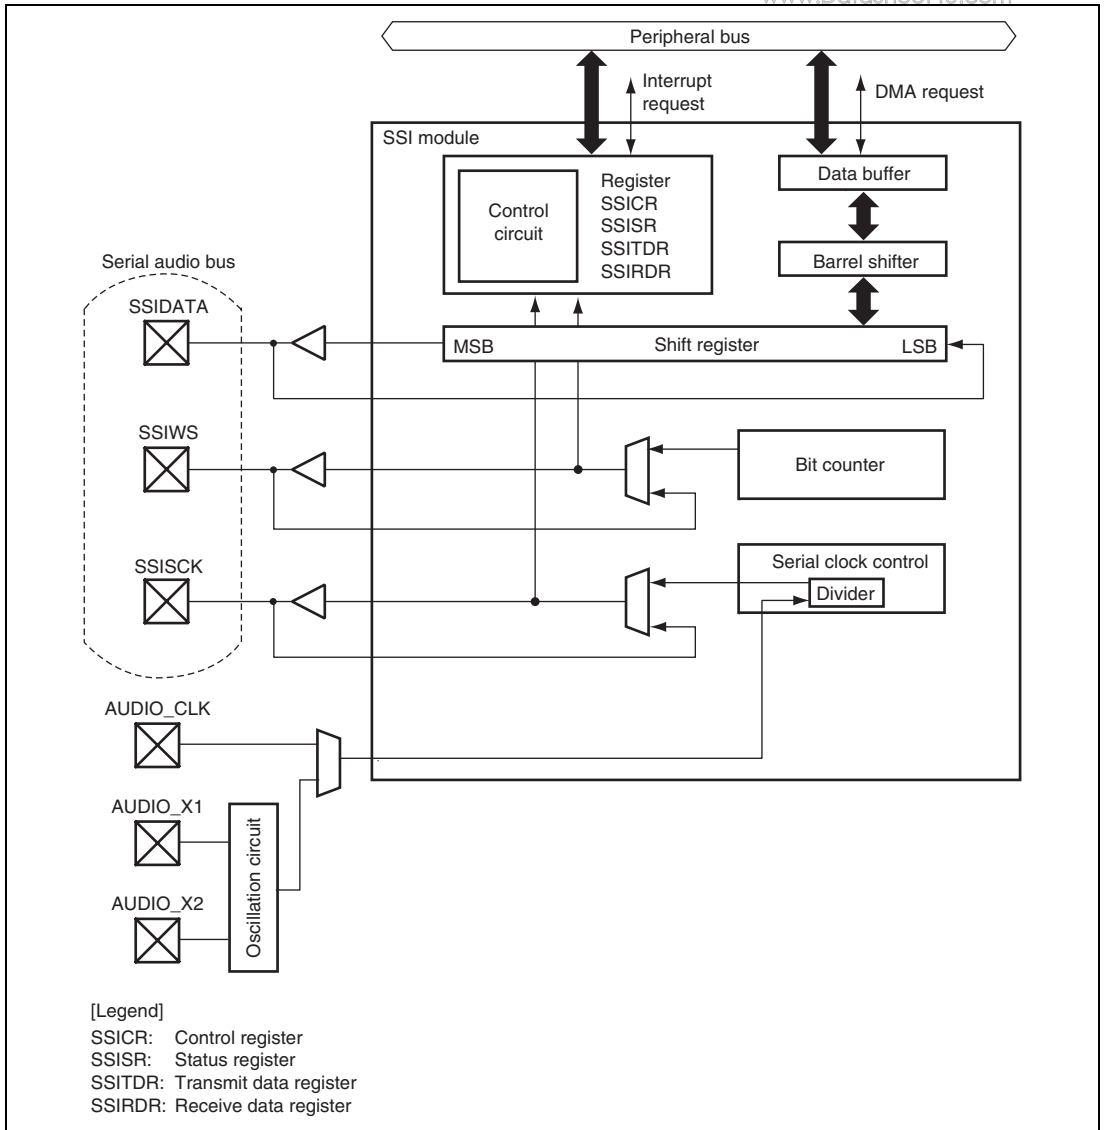 Peripheral bus
Interrupt
request
DMA request
SSI module
Register
SSICR
SSISR
SSITDR
SSIRDR
Control
circuit
Data buffer
Barrel shifter
Serial audio bus
SSIDATA
MSB
Shift register
LSB
SSIWS
Bit counter
SSISCK
Serial clock control
Divider
AUDIO_CLK
AUDIO_X1
AUDIO_X2
Oscillation circuit
[Legend]
SSICR: Control register
SSISR: Status register
SSITDR: Transmit data register
SSIRDR: Receive data register